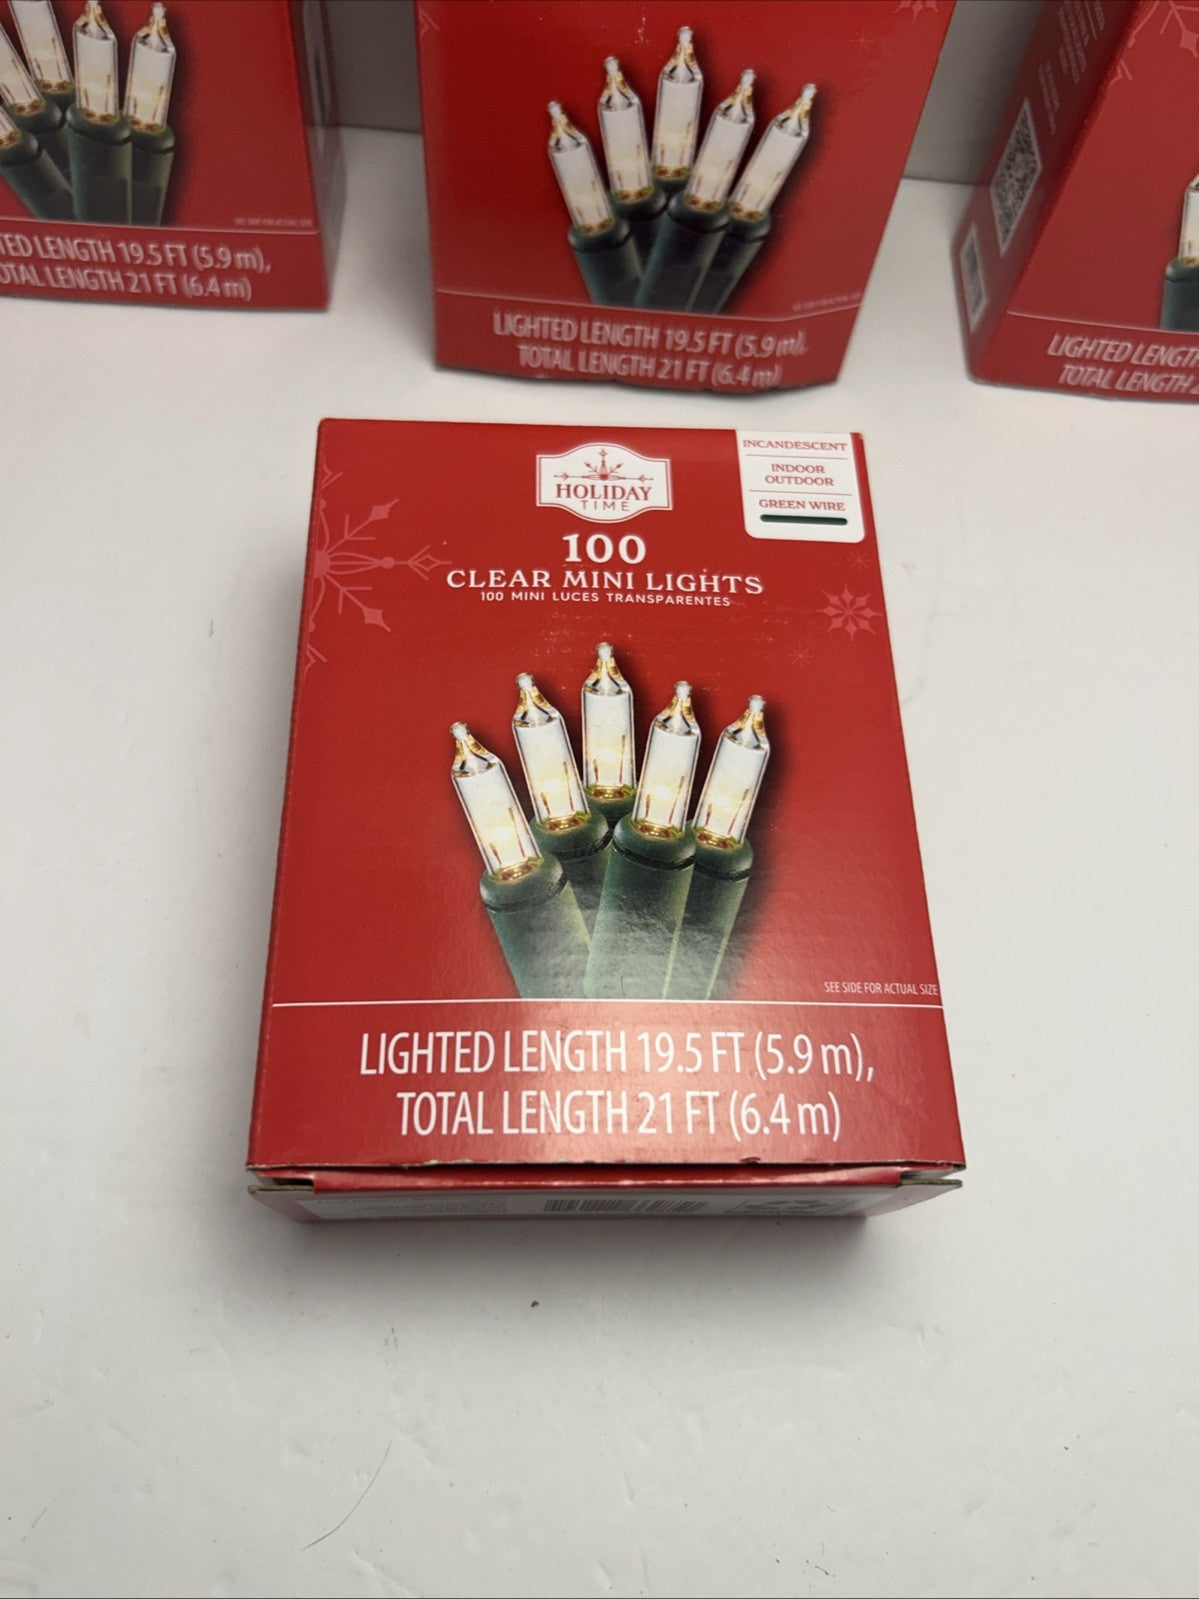 TED LENGTH 19.5 FT (5.9 m),
OTAL LENGTH 21 FT (6.4 m)
LIGHTED LENGTH 19.5 FT (5.9 m),
TOTAL LENGTH 21 FT (6.4 m)
LIGHTED LENGT
TOTAL LENGTH
HOLIDAY
TIME
INCANDESCENT
INDOOR
OUTDOOR
GREEN WIRE
100
CLEAR MINI LIGHTS
100 MINI LUCES TRANSPARENTES
SEE SIDE FOR ACTUAL SIZE
LIGHTED LENGTH 19.5 FT (5.9 m),
TOTAL LENGTH 21 FT (6.4 m)